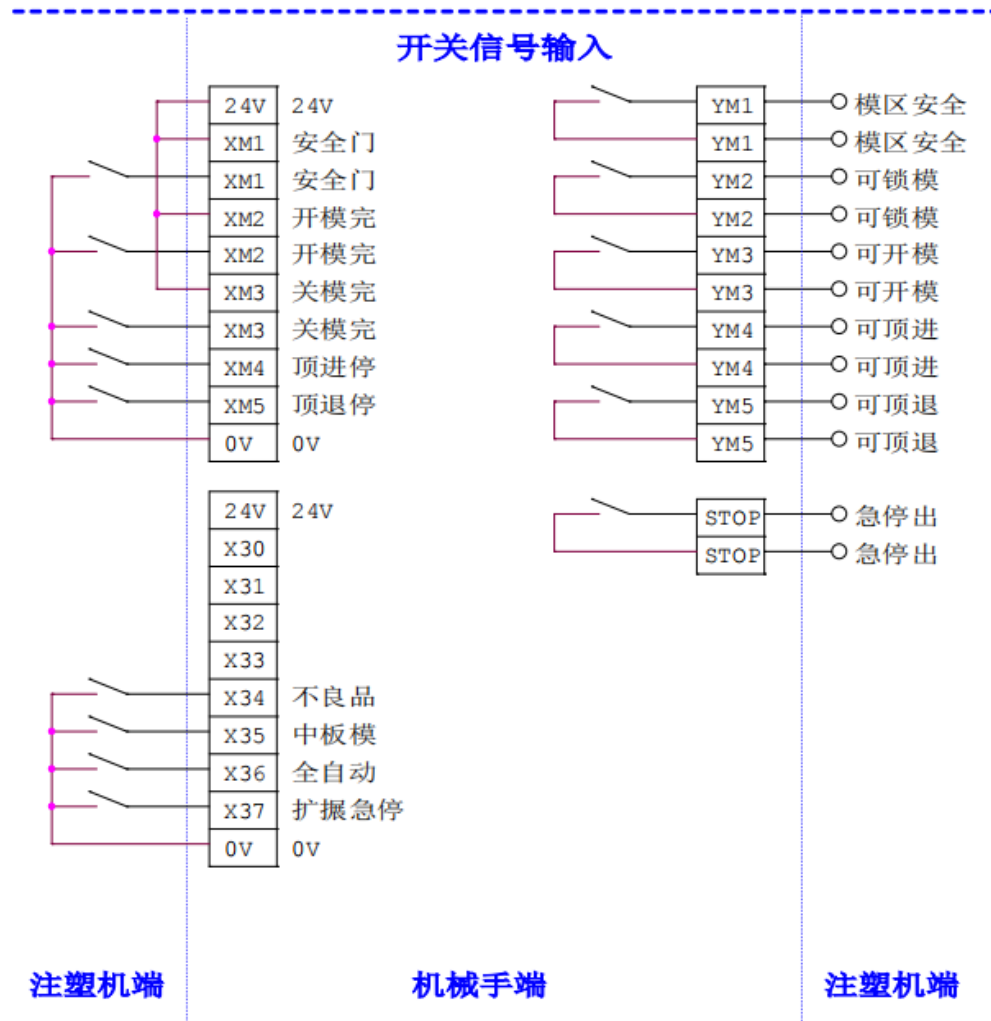 开关信号输入
24V 24V
XM1 安全门
XM1 安全门
XM2 开模完
XM2 开模完
XM3 关模完
XM3 关模完
XM4 顶进停
XM5 顶退停
0V 0V
YM1 模区安全
YM1 模区安全
YM2 可锁模
YM2 可锁模
YM3 可开模
YM3 可开模
YM4 可顶进
YM4 可顶进
YM5 可顶退
YM5 可顶退
24V 24V
X30
X31
X32
X33
X34 不良品
X35 中板模
X36 全自动
X37 扩摄急停
0V 0V
STOP 急停出
STOP 急停出
注塑机端
机械手端
注塑机端